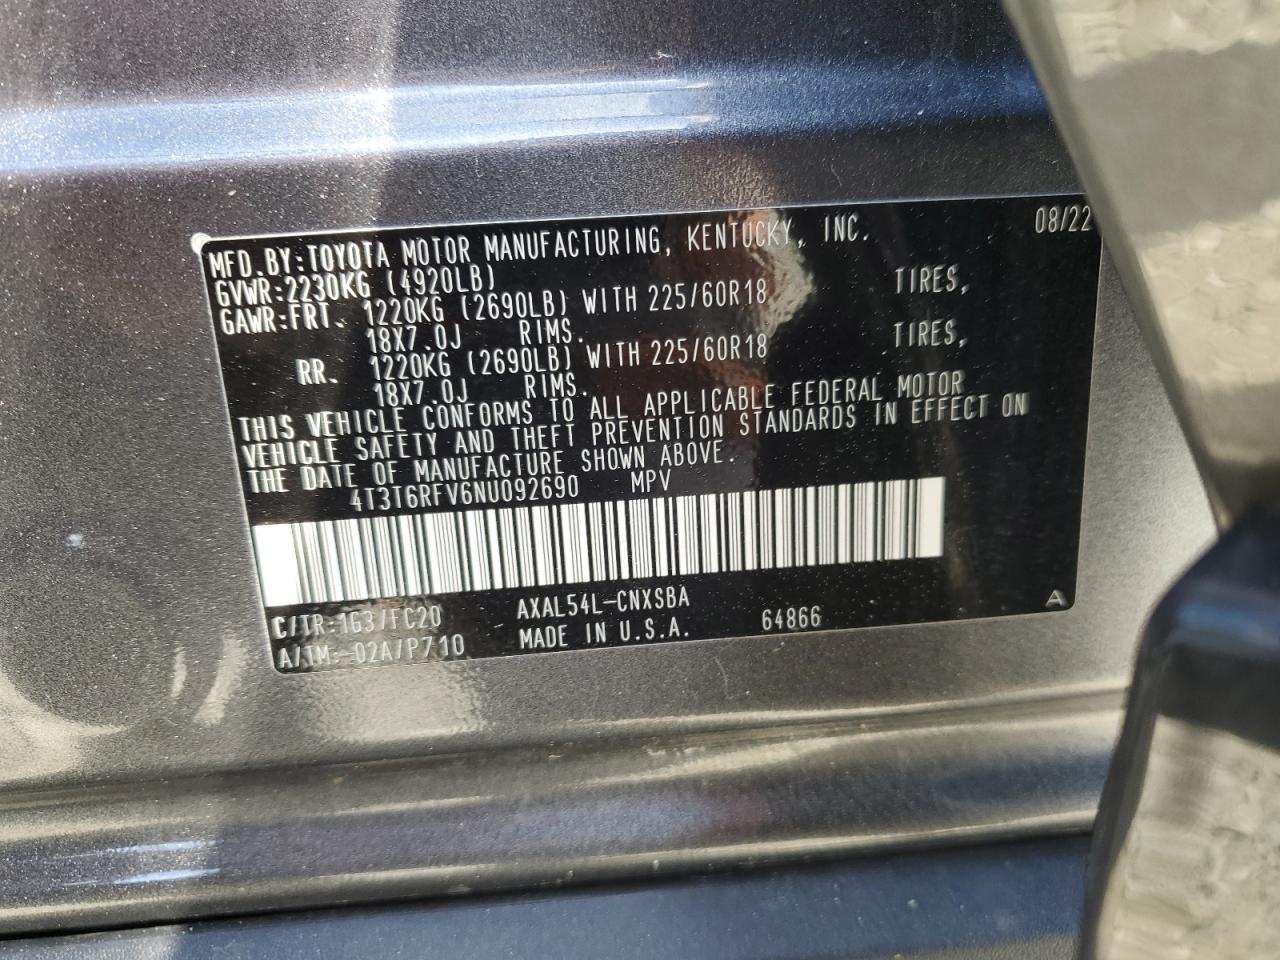 MFD.BY:TOYOTA MOTOR MANUFACTURING, KENTUCKY, INC. 08/22
GVWR:2230KG (4920LB)
GAWR:FRT. 1220KG (2690LB) WITH 225/60R18 TIRES,
18X7.0J RIMS.
RR. 1220KG (2690LB) WITH 225/60R18 TIRES,
18X7.0J RIMS.
THIS VEHICLE CONFORMS TO ALL APPLICABLE FEDERAL MOTOR
VEHICLE SAFETY AND THEFT PREVENTION STANDARDS IN EFFECT ON
THE DATE OF MANUFACTURE SHOWN ABOVE.
4T3T6RFV6NU092690 MPV
C/TR:1G3/FC20 AXAL54L-CNXSBA
A/TM:-02A/P710 MADE IN U.S.A. 64866 A